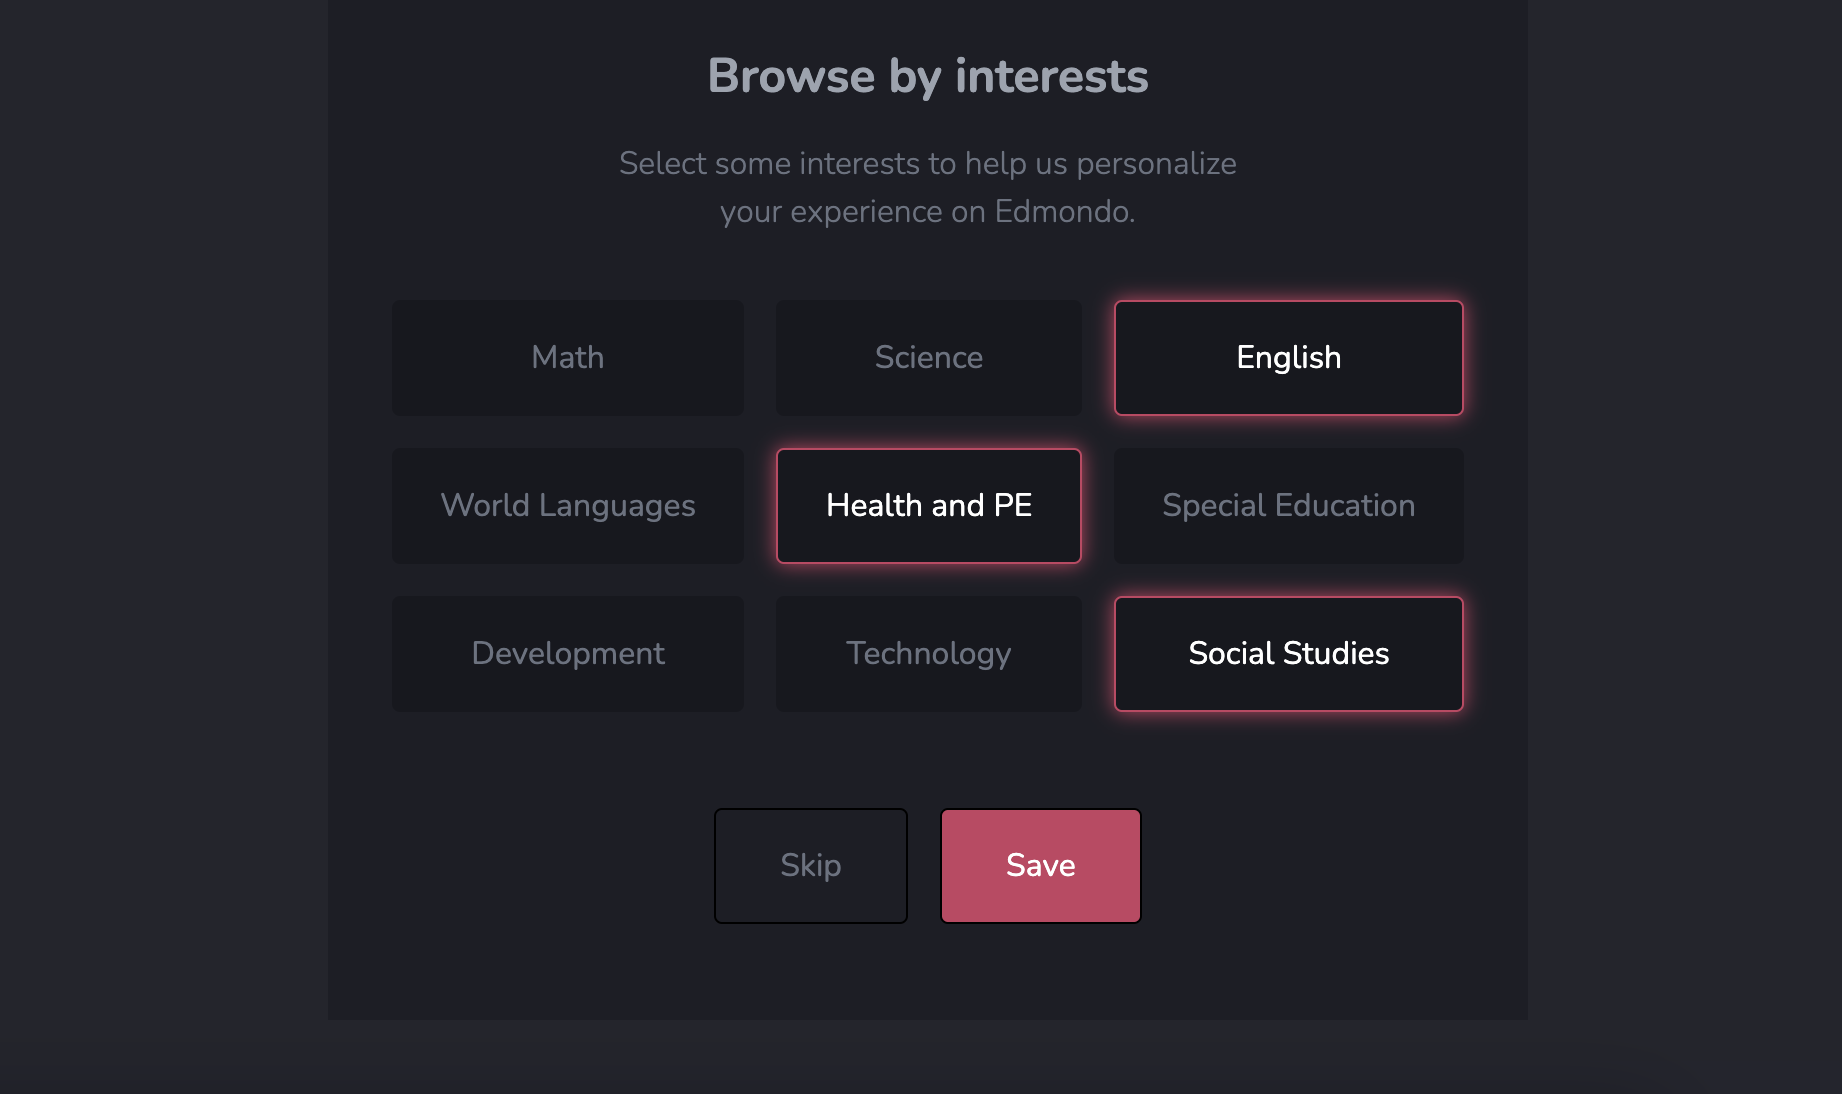 Browse by interests
Select some interests to help us personalize
your experience on Edmondo.
Math
Science
English
World Languages
Health and PE
Special Education
Development
Technology
Social Studies
Skip
Save